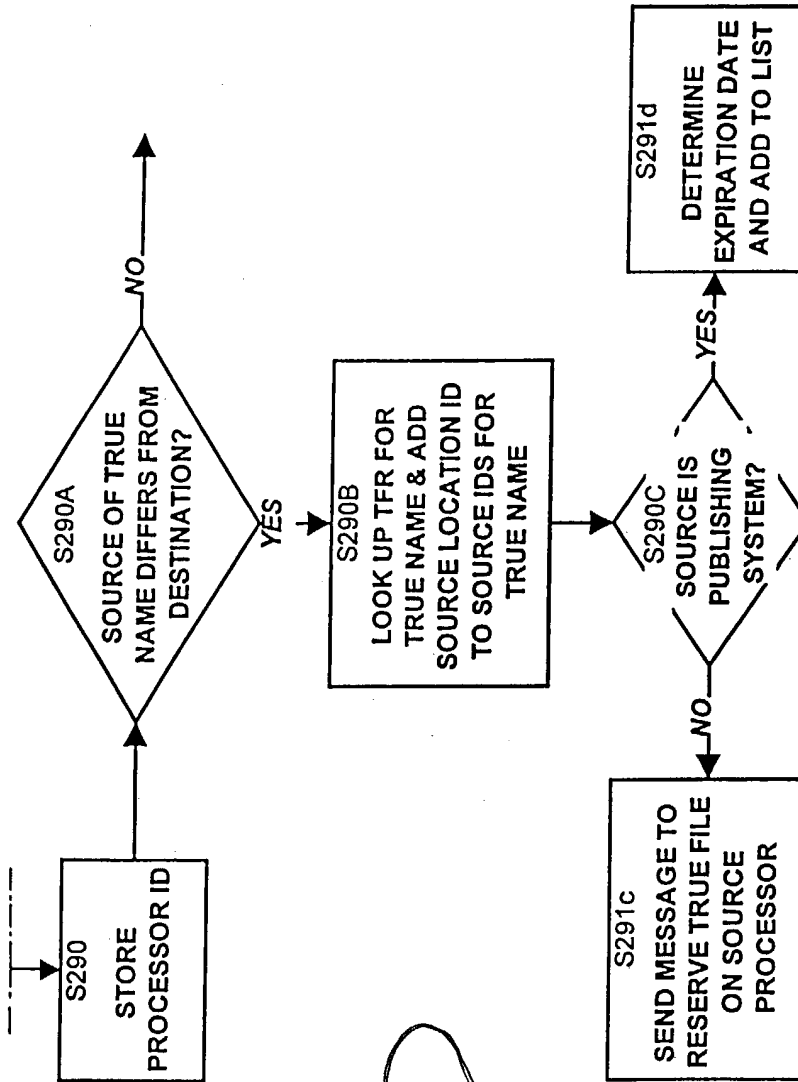 S290
STORE
PROCESSOR ID
S290A
SOURCE OF TRUE
NAME DIFFERS FROM
DESTINATION?
NO
YES
S290B
LOOK UP TFR FOR
TRUE NAME & ADD
SOURCE LOCATION ID
TO SOURCE IDS FOR
TRUE NAME
S290C
SOURCE IS
PUBLISHING
SYSTEM?
NO
YES
S291c
SEND MESSAGE TO
RESERVE TRUE FILE
ON SOURCE
PROCESSOR
S291d
DETERMINE
EXPIRATION DATE
AND ADD TO LIST